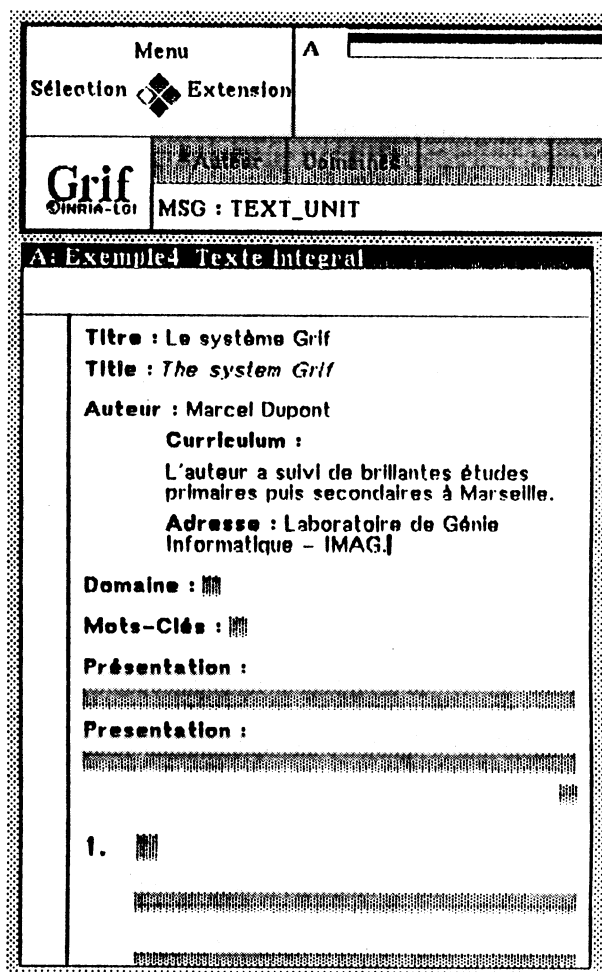 Menu
A
Sélection Extension
*Auteur Domaines
Grif
©INRIA-LGI
MSG : TEXT_UNIT
A: Exemple4 Texte Integral
Titre : Le système Grif
Title : The system Grif
Auteur : Marcel Dupont
Curriculum :
L'auteur a suivi de brillantes études
primaires puis secondaires à Marseille.
Adresse : Laboratoire de Génie
Informatique – IMAG.
Domaine :
Mots-Clés :
Présentation :
Presentation :
1.